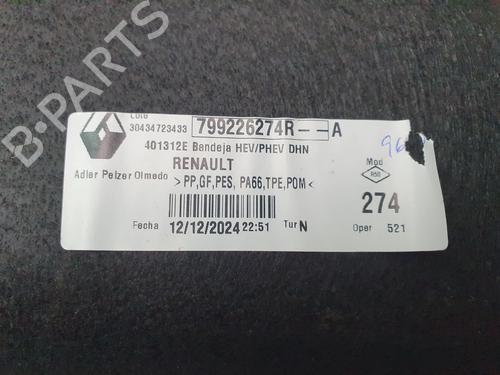 B-PARTS
Lote
30434723433
799226274R--A
401312E Bandeja HEV/PHEV DHN
RENAULT
Adler Pelzer Olmedo
>PP,GF,PES, PA66,TPE,POM<
Mod
R50
274
Fecha 12/12/2024 22:51 Tur N
Oper 521